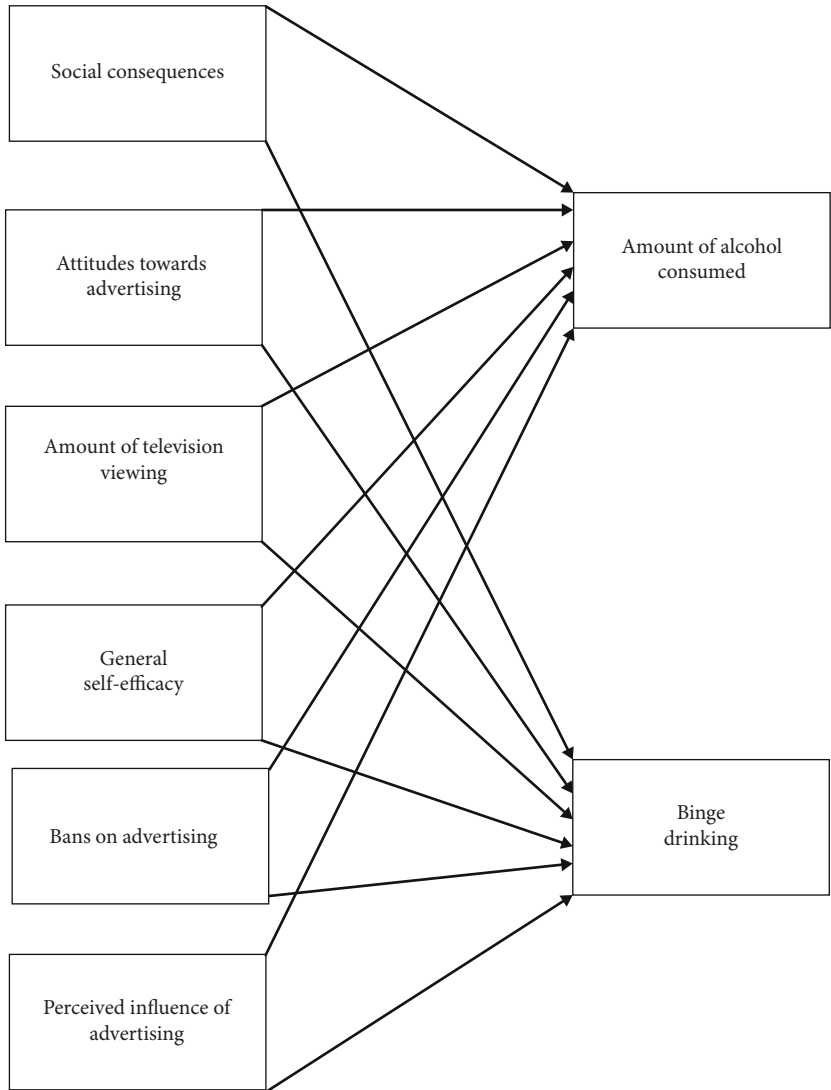 Social consequences
Attitudes towards
advertising
Amount of television
viewing
General
self-efficacy
Bans on advertising
Perceived influence of
advertising
Amount of alcohol
consumed
Binge
drinking